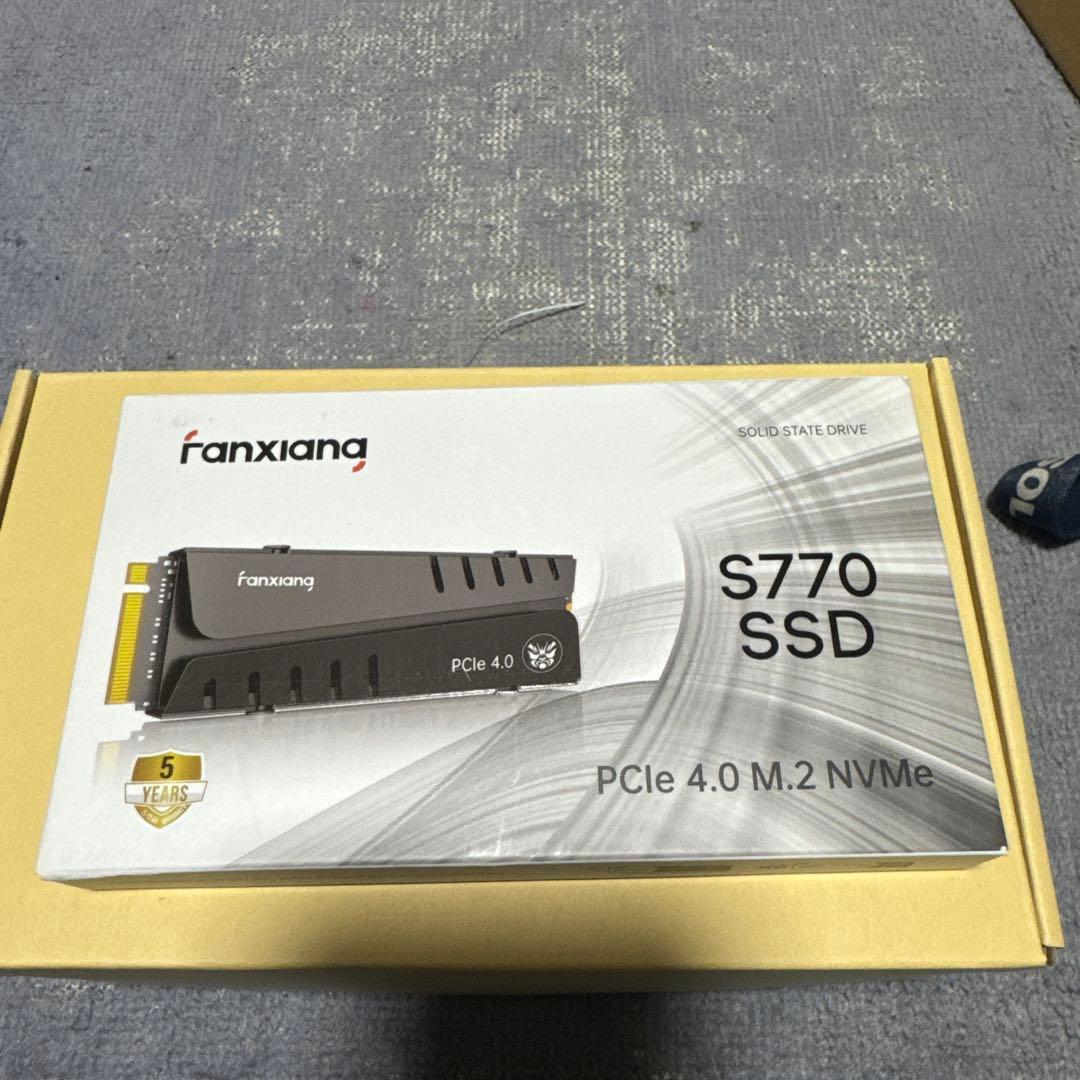 fanxiang
SOLID STATE DRIVE
fanxiang
PCIe 4.0
S770
SSD
5
YEARS
PCIe 4.0 M.2 NVMe